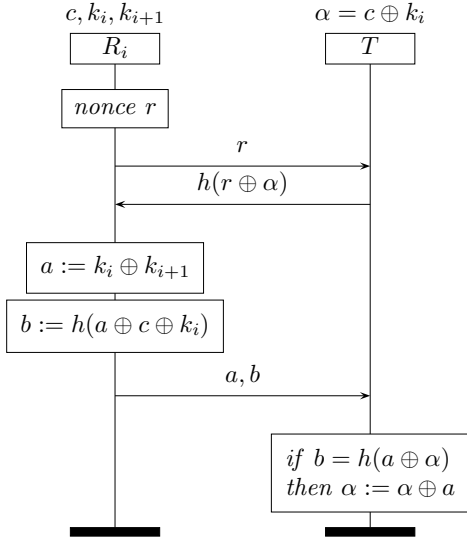 c, k_i, k_{i+1}
α = c ⊕ k_i
R_i
T
nonce r
r
h(r ⊕ α)
a := k_i ⊕ k_{i+1}
b := h(a ⊕ c ⊕ k_i)
a, b
if b = h(a ⊕ α)
then α := α ⊕ a